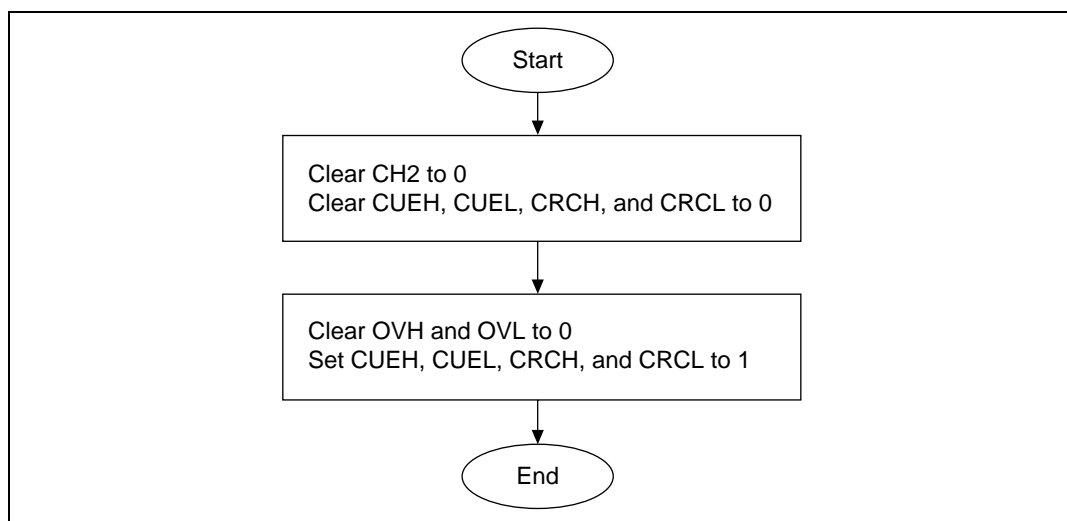 Start
Clear CH2 to 0
Clear CUEH, CUEL, CRCH, and CRCL to 0
Clear OVH and OVL to 0
Set CUEH, CUEL, CRCH, and CRCL to 1
End